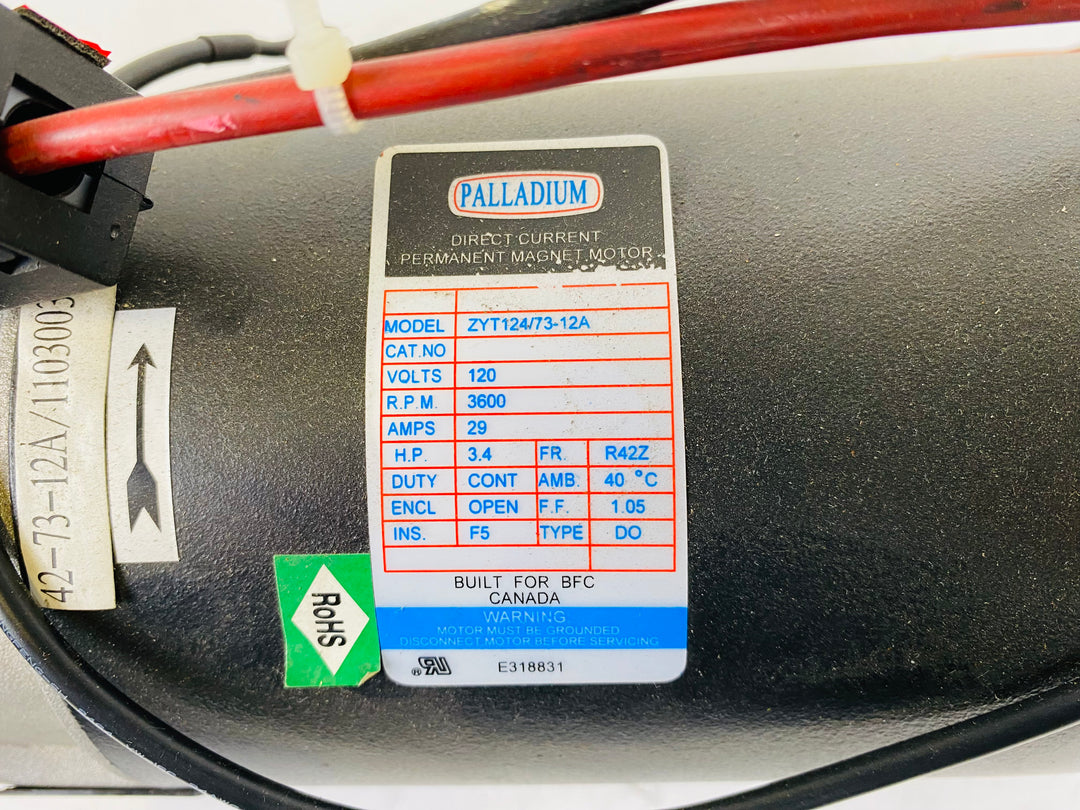 PALLADIUM
DIRECT CURRENT
PERMANENT MAGNET MOTOR
MODEL ZYT124/73-12A
CAT.NO
VOLTS 120
R.P.M. 3600
AMPS 29
H.P. 3.4 FR. R42Z
DUTY CONT AMB. 40 °C
ENCL OPEN F.F. 1.05
INS. F5 TYPE DO
BUILT FOR BFC
CANADA
WARNING
MOTOR MUST BE GROUNDED
DISCONNECT MOTOR BEFORE SERVICING
E318831
RoHS
42-73-12A/1103003